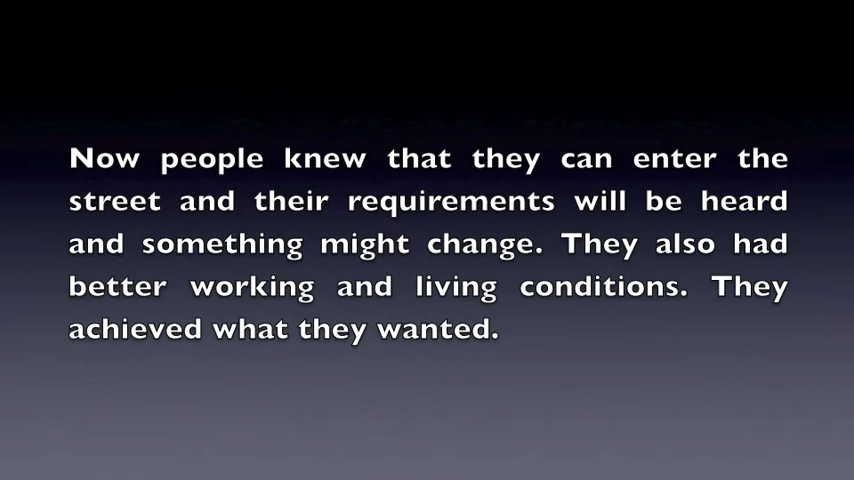 Now people knew that they can enter the
street and their requirements will be heard
and something might change. They also had
better working and living conditions. They
achieved what they wanted.